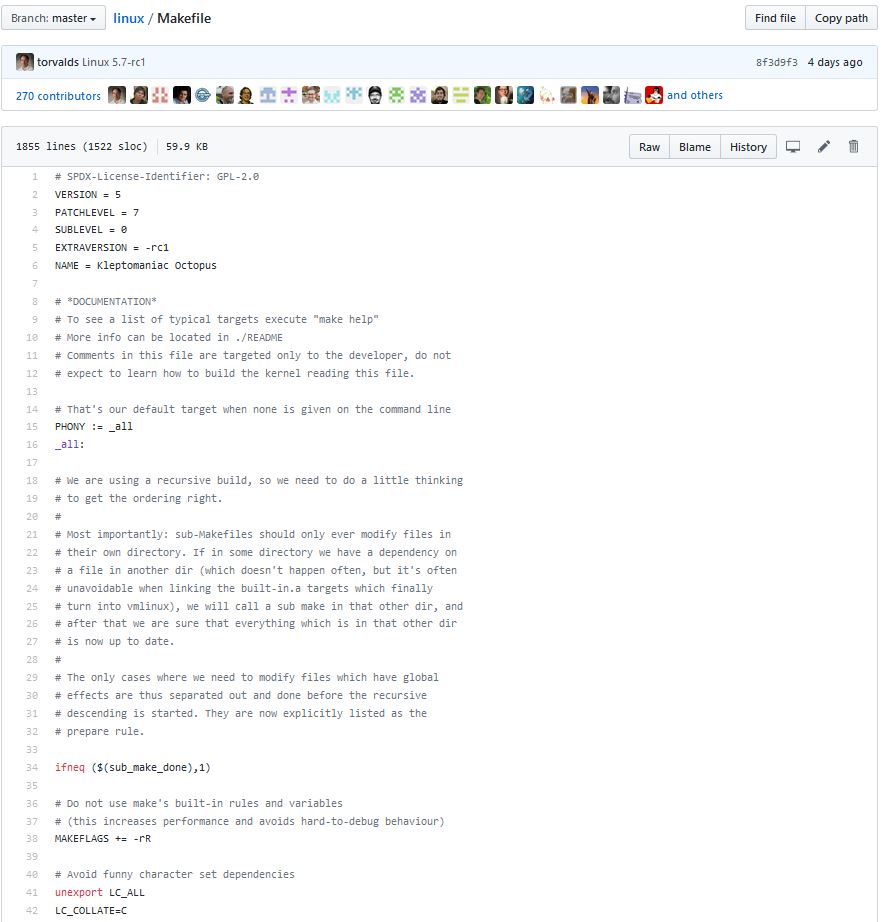 Branch: master
linux / Makefile
Find file
Copy path
torvalds Linux 5.7-rc1
8f3d9f3 4 days ago
270 contributors
and others
1855 lines (1522 sloc)
59.9 KB
Raw
Blame
History
1 # SPDX-License-Identifier: GPL-2.0
2 VERSION = 5
3 PATCHLEVEL = 7
4 SUBLEVEL = 0
5 EXTRAVERSION = -rc1
6 NAME = Kleptomaniac Octopus
7
8 # *DOCUMENTATION*
9 # To see a list of typical targets execute "make help"
10 # More info can be located in ./README
11 # Comments in this file are targeted only to the developer, do not
12 # expect to learn how to build the kernel reading this file.
13
14 # That's our default target when none is given on the command line
15 PHONY := _all
16 _all:
17
18 # We are using a recursive build, so we need to do a little thinking
19 # to get the ordering right.
20 #
21 # Most importantly: sub-Makefiles should only ever modify files in
22 # their own directory. If in some directory we have a dependency on
23 # a file in another dir (which doesn't happen often, but it's often
24 # unavoidable when linking the built-in.a targets which finally
25 # turn into vmlinux), we will call a sub make in that other dir, and
26 # after that we are sure that everything which is in that other dir
27 # is now up to date.
28 #
29 # The only cases where we need to modify files which have global
30 # effects are thus separated out and done before the recursive
31 # descending is started. They are now explicitly listed as the
32 # prepare rule.
33
34 ifneq ($(sub_make_done),1)
35
36 # Do not use make's built-in rules and variables
37 # (this increases performance and avoids hard-to-debug behaviour)
38 MAKEFLAGS += -rR
39
40 # Avoid funny character set dependencies
41 unexport LC_ALL
42 LC_COLLATE=C